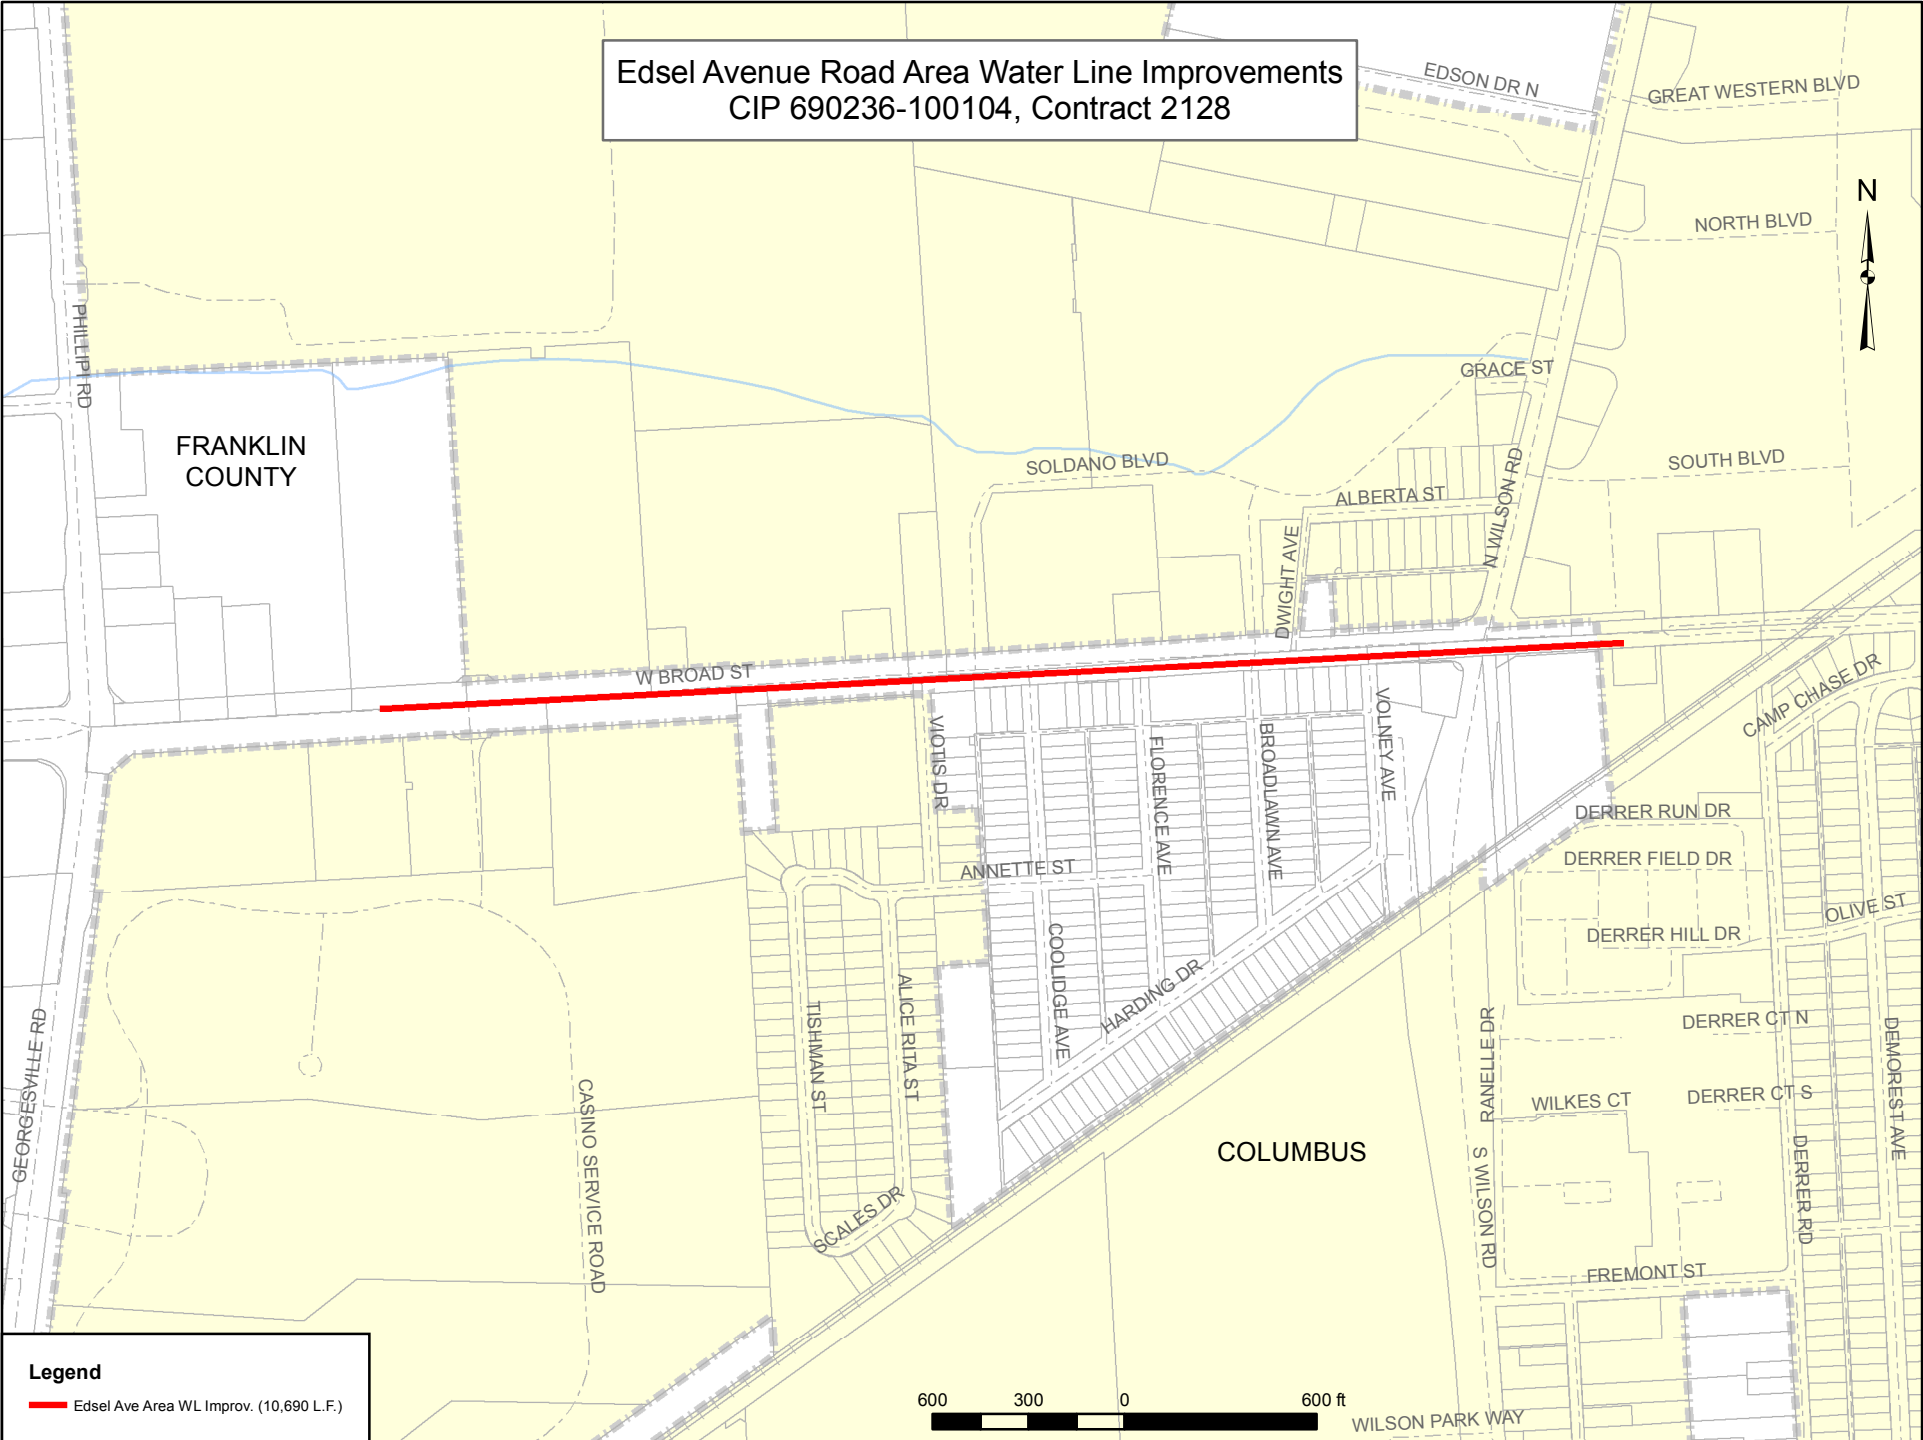 Edsel Avenue Road Area Water Line Improvements
CIP 690236-100104, Contract 2128
EDSON DR N
GREAT WESTERN BLVD
N
NORTH BLVD
PHILLIPI RD
GRACE ST
FRANKLIN
COUNTY
SOLDANO BLVD
SOUTH BLVD
ALBERTA ST
N WILSON RD
DWIGHT AVE
W BROAD ST
CAMP CHASE DR
VIOTIS DR
FLORENCE AVE
BROADLAWN AVE
VOLNEY AVE
DERRER RUN DR
DERRER FIELD DR
ANNETTE ST
OLIVE ST
DERRER HILL DR
COOLIDGE AVE
HARDING DR
TISHMAN ST
ALICE RITA ST
GEORGESVILLE RD
RANELLE DR
DERRER CT N
DEMOREST AVE
CASINO SERVICE ROAD
WILKES CT
DERRER CT S
COLUMBUS
S WILSON RD
DERRER RD
SCALES DR
FREMONT ST
Legend
Edsel Ave Area WL Improv. (10,690 L.F.)
600 300 0 600 ft
WILSON PARK WAY